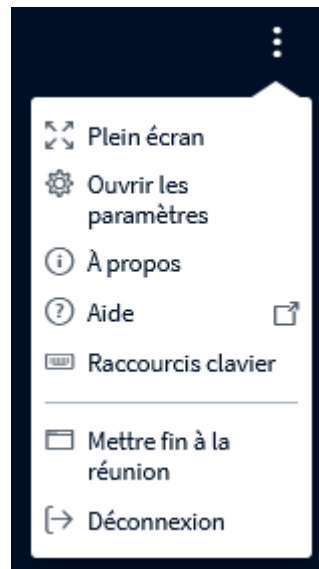 Plein écran
Ouvrir les
paramètres
À propos
Aide
Raccourcis clavier
Mettre fin à la
réunion
Déconnexion